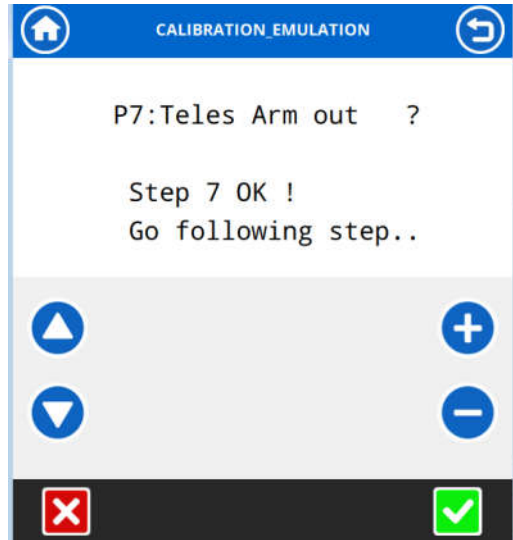 CALIBRATION_EMULATION
P7:Teles Arm out ?
Step 7 OK !
Go following step..